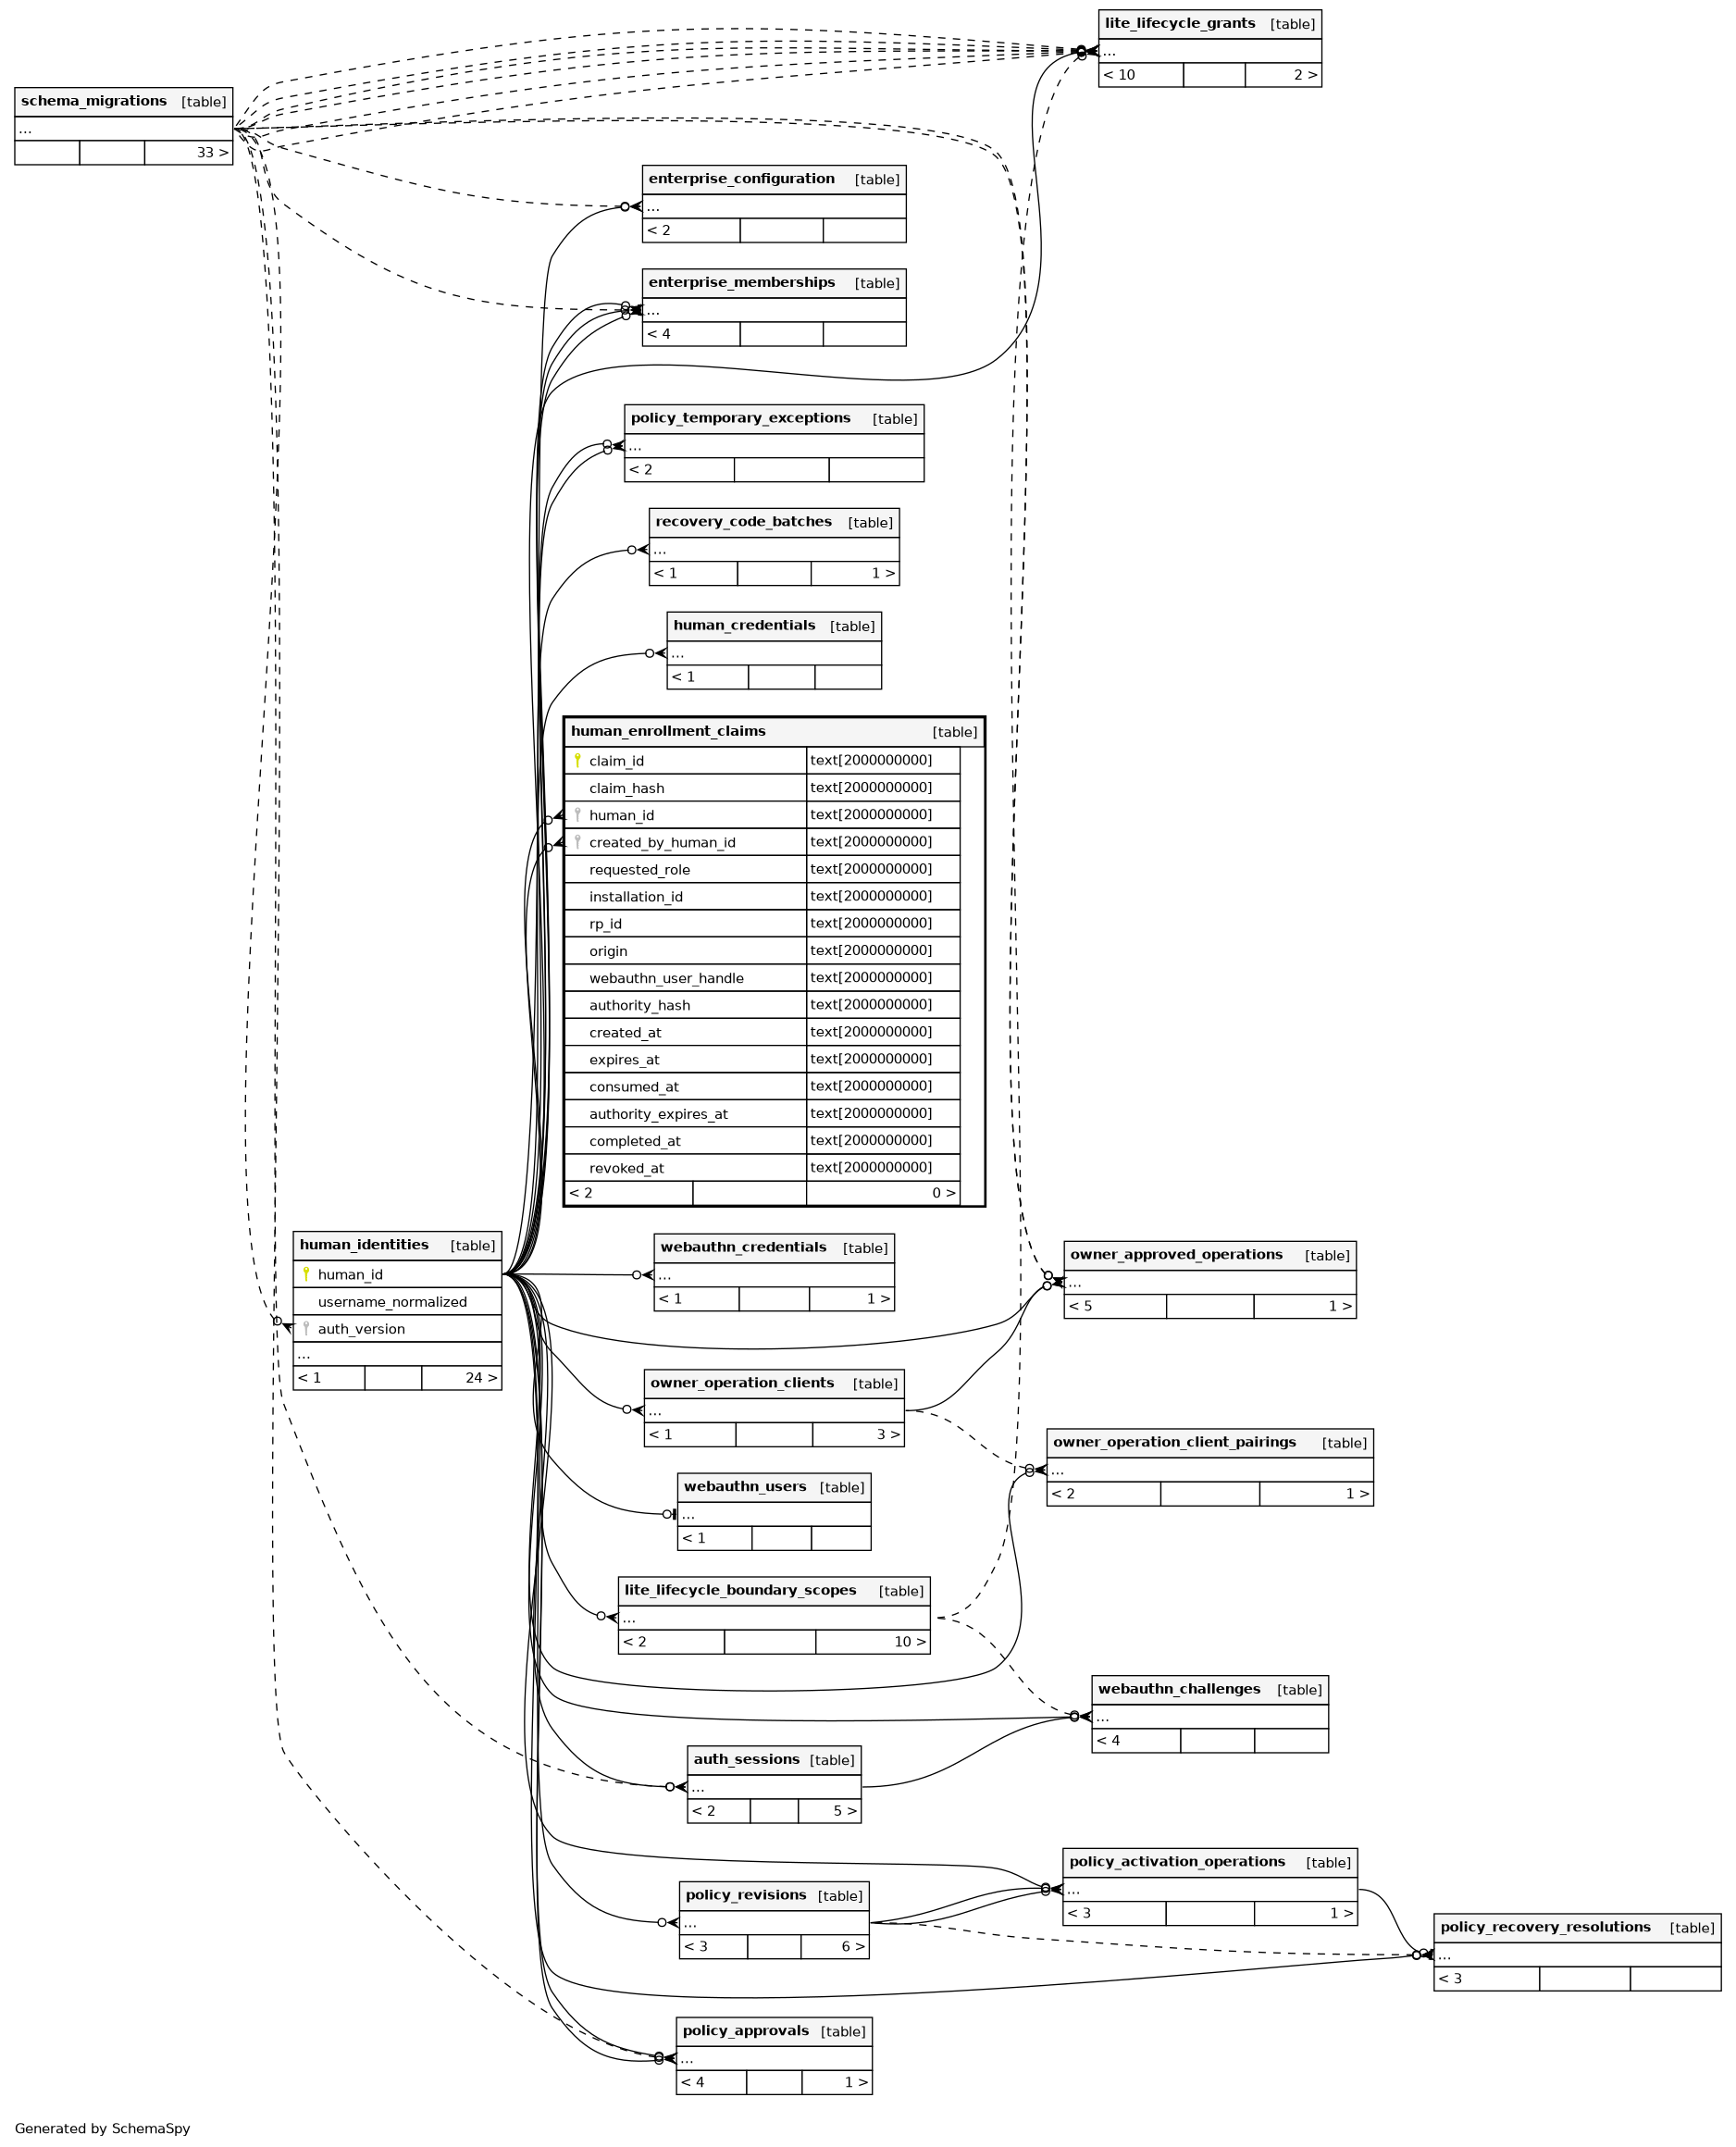 lite_lifecycle_grants [table]
...
< 10 2 >
schema_migrations [table]
...
33 >
enterprise_configuration [table]
...
< 2
enterprise_memberships [table]
...
< 4
policy_temporary_exceptions [table]
...
< 2
recovery_code_batches [table]
...
< 1 1 >
human_credentials [table]
...
< 1
human_enrollment_claims [table]
claim_id text[2000000000]
claim_hash text[2000000000]
human_id text[2000000000]
created_by_human_id text[2000000000]
requested_role text[2000000000]
installation_id text[2000000000]
rp_id text[2000000000]
origin text[2000000000]
webauthn_user_handle text[2000000000]
authority_hash text[2000000000]
created_at text[2000000000]
expires_at text[2000000000]
consumed_at text[2000000000]
authority_expires_at text[2000000000]
completed_at text[2000000000]
revoked_at text[2000000000]
< 2 0 >
human_identities [table]
human_id
username_normalized
auth_version
...
< 1 24 >
webauthn_credentials [table]
...
< 1 1 >
owner_approved_operations [table]
...
< 5 1 >
owner_operation_clients [table]
...
< 1 3 >
owner_operation_client_pairings [table]
...
< 2 1 >
webauthn_users [table]
...
< 1
lite_lifecycle_boundary_scopes [table]
...
< 2 10 >
webauthn_challenges [table]
...
< 4
auth_sessions [table]
...
< 2 5 >
policy_activation_operations [table]
...
< 3 1 >
policy_revisions [table]
...
< 3 6 >
policy_recovery_resolutions [table]
...
< 3
policy_approvals [table]
...
< 4 1 >
Generated by SchemaSpy